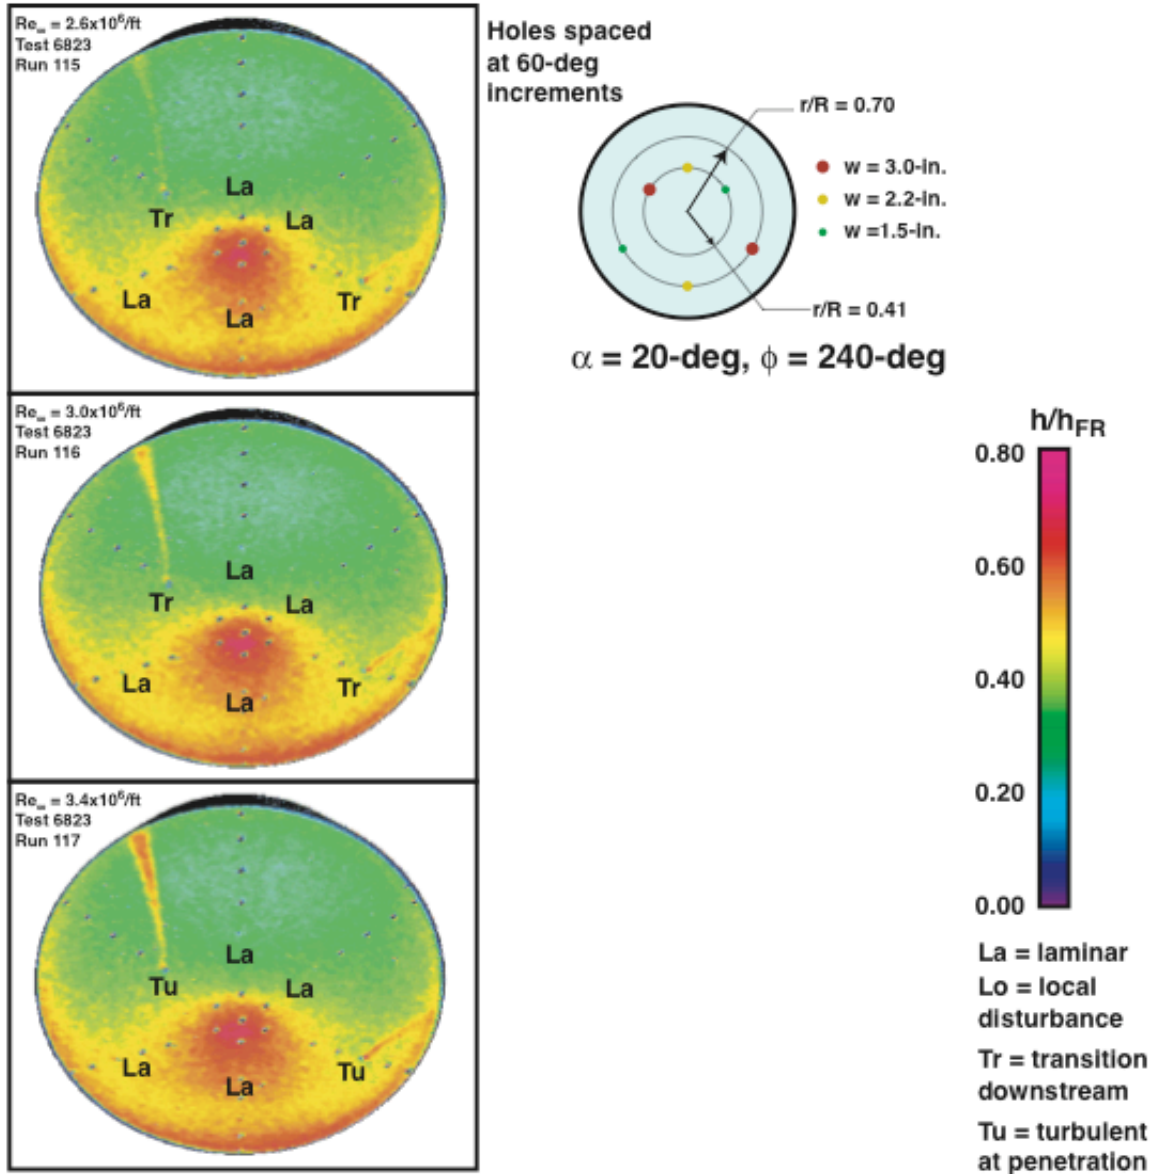 Re∞ = 2.6x10⁶/ft
Test 6823
Run 115
La
Tr
La
La
La
Tr
Holes spaced
at 60-deg
increments
r/R = 0.70
w = 3.0-in.
w = 2.2-in.
w =1.5-in.
r/R = 0.41
α = 20-deg, ϕ = 240-deg
Re∞ = 3.0x10⁶/ft
Test 6823
Run 116
La
Tr
La
La
La
Tr
h/hFR
0.80
0.60
0.40
0.20
0.00
Re∞ = 3.4x10⁶/ft
Test 6823
Run 117
La
Tu
La
La
La
Tu
La = laminar
Lo = local
disturbance
Tr = transition
downstream
Tu = turbulent
at penetration